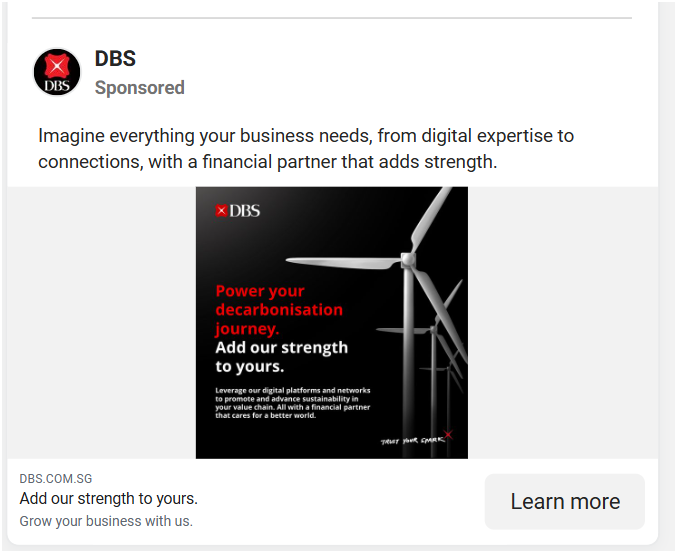 DBS
DBS
Sponsored
Imagine everything your business needs, from digital expertise to
connections, with a financial partner that adds strength.
DBS
Power your
decarbonisation
journey.
Add our strength
to yours.
Leverage our digital platforms and networks
to promote and advance sustainability in
your value chain. All with a financial partner
that cares for a better world.
TRUST YOUR SPARK
DBS.COM.SG
Add our strength to yours.
Grow your business with us.
Learn more